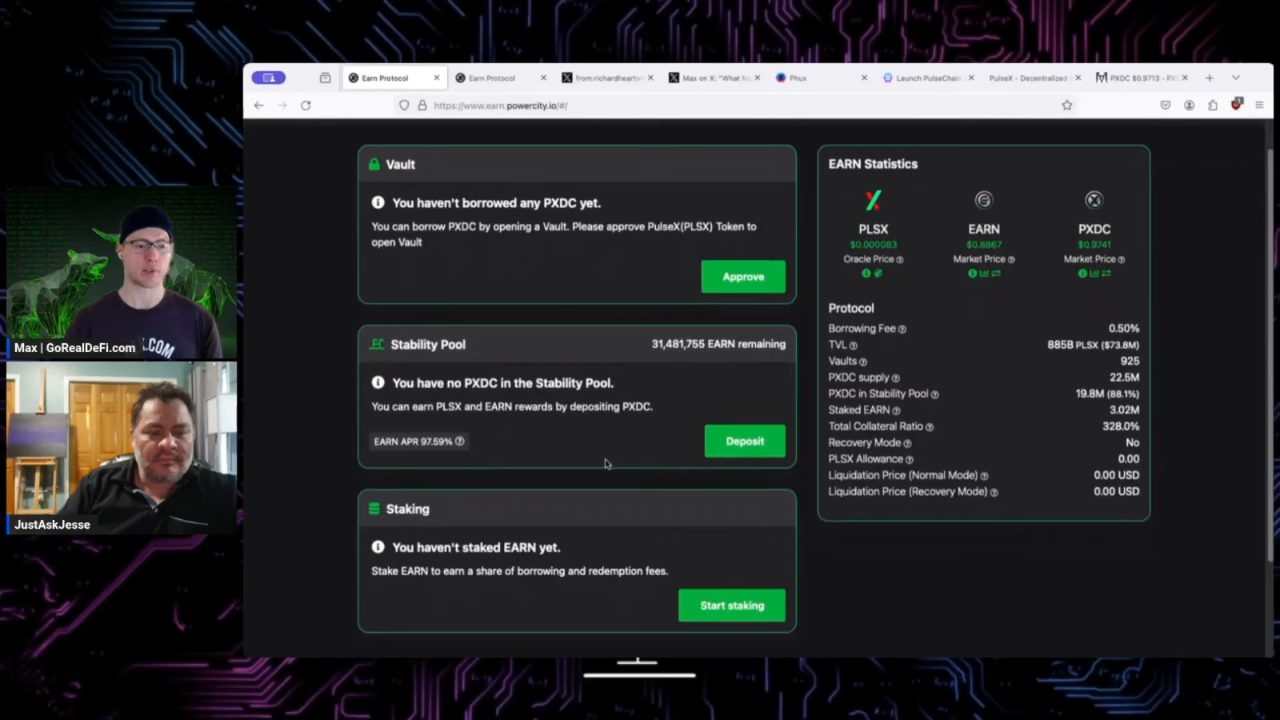 Earn Protocol
Earn Protocol
from:richardheart
Max on X: "What
Phux
Launch PulseChain
PulseX - Decentralized
PXDC $0.9713 -
https://www.earn.powercity.io/#/
Vault
You haven't borrowed any PXDC yet.
You can borrow PXDC by opening a Vault. Please approve PulseX(PLSX) Token to
open Vault
Approve
Stability Pool
31,481,755 EARN remaining
You have no PXDC in the Stability Pool.
You can earn PLSX and EARN rewards by depositing PXDC.
EARN APR 97.59%
Deposit
Staking
You haven't staked EARN yet.
Stake EARN to earn a share of borrowing and redemption fees.
Start staking
EARN Statistics
PLSX EARN PXDC
$0.000083 $0.8867 $0.9741
Oracle Price Market Price Market Price
Protocol
Borrowing Fee 0.50%
TVL 885B PLSX ($73.8M)
Vaults 925
PXDC supply 22.5M
PXDC in Stability Pool 19.8M (88.1%)
Staked EARN 3.02M
Total Collateral Ratio 328.0%
Recovery Mode No
PLSX Allowance 0.00
Liquidation Price (Normal Mode) 0.00 USD
Liquidation Price (Recovery Mode) 0.00 USD
.COM
Max | GoRealDeFi.com
JustAskJesse